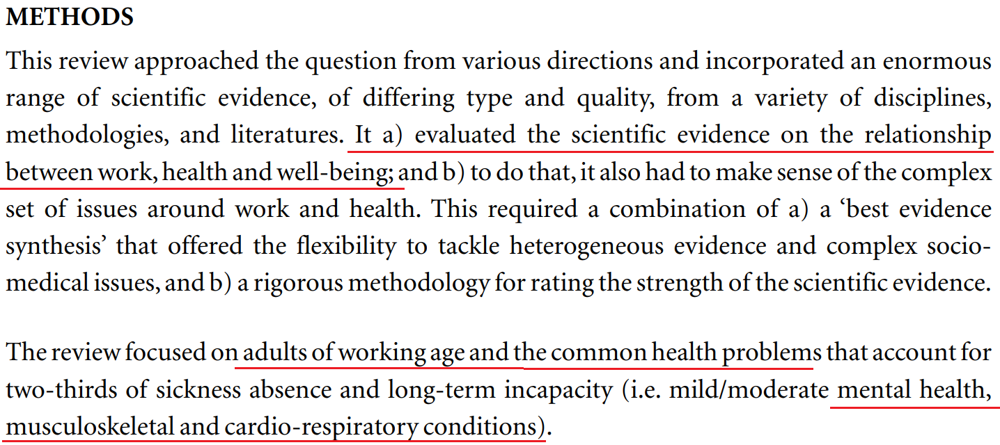 METHODS
This review approached the question from various directions and incorporated an enormous
range of scientific evidence, of differing type and quality, from a variety of disciplines,
methodologies, and literatures. It a) evaluated the scientific evidence on the relationship
between work, health and well-being; and b) to do that, it also had to make sense of the complex
set of issues around work and health. This required a combination of a) a ‘best evidence
synthesis’ that offered the flexibility to tackle heterogeneous evidence and complex socio-
medical issues, and b) a rigorous methodology for rating the strength of the scientific evidence.
The review focused on adults of working age and the common health problems that account for
two-thirds of sickness absence and long-term incapacity (i.e. mild/moderate mental health,
musculoskeletal and cardio-respiratory conditions).